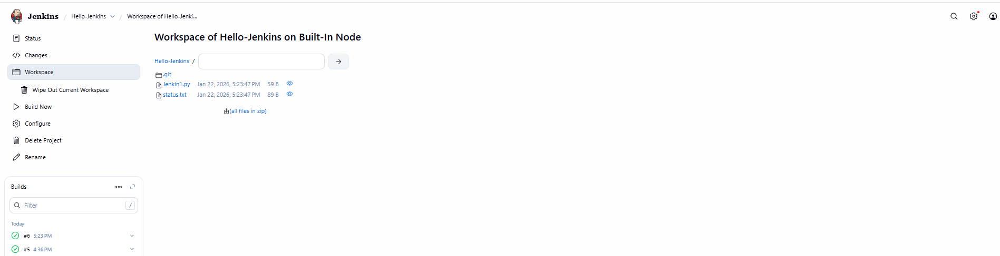 Jenkins / Hello-Jenkins / Workspace of Hello-Jenki...
Status
Changes
Workspace
Wipe Out Current Workspace
Build Now
Configure
Delete Project
Rename
Builds
Filter /
Today
#6 5:23 PM
#5 4:36 PM
Workspace of Hello-Jenkins on Built-In Node
Hello-Jenkins /
.git
Jenkin1.py Jan 22, 2026, 5:23:47 PM 59 B
status.txt Jan 22, 2026, 5:23:47 PM 89 B
(all files in zip)